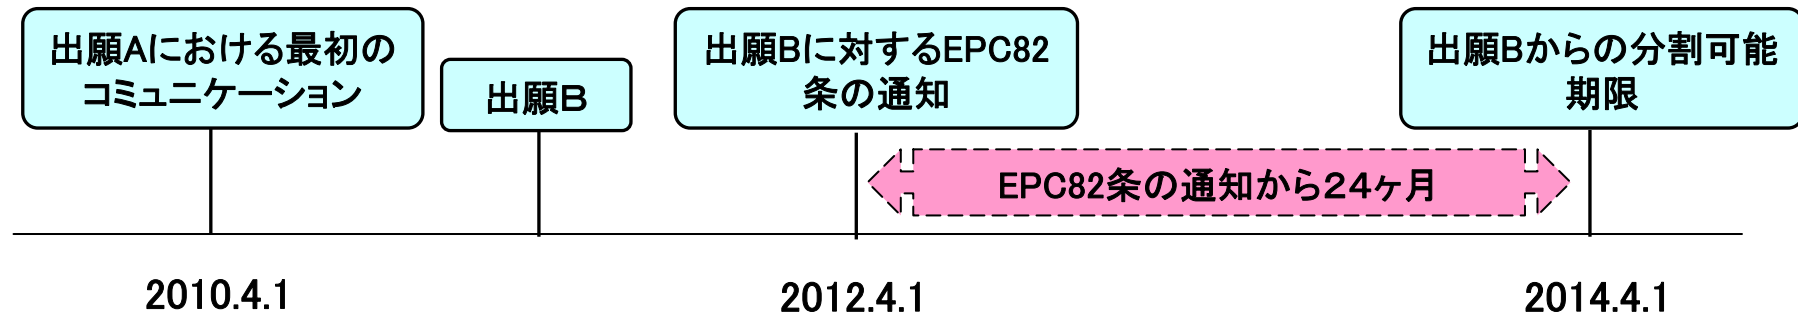 出願Aにおける最初の
コミュニケーション
出願Ｂ
出願Bに対するEPC82
条の通知
出願Bからの分割可能
期限
EPC82条の通知から２４ヶ月
2010.4.1
2012.4.1
2014.4.1